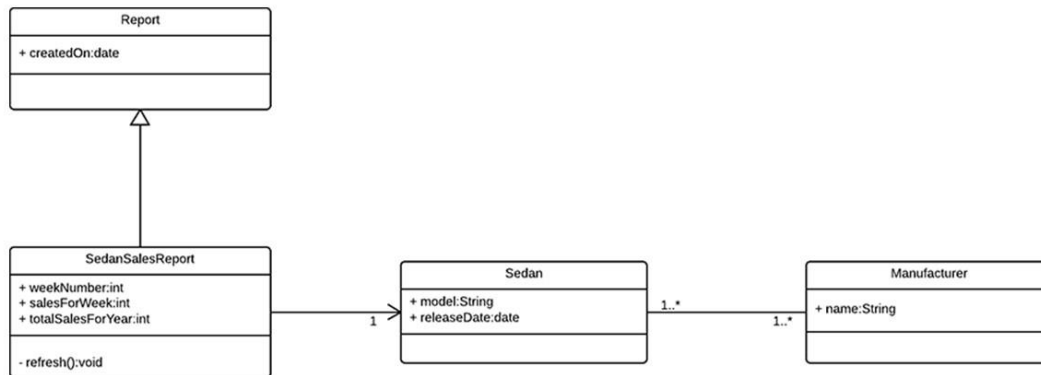 Report
+ createdOn:date
SedanSalesReport
+ weekNumber:int
+ salesForWeek:int
+ totalSalesForYear:int
- refresh():void
1
Sedan
+ model:String
+ releaseDate:date
1..*
1..*
Manufacturer
+ name:String